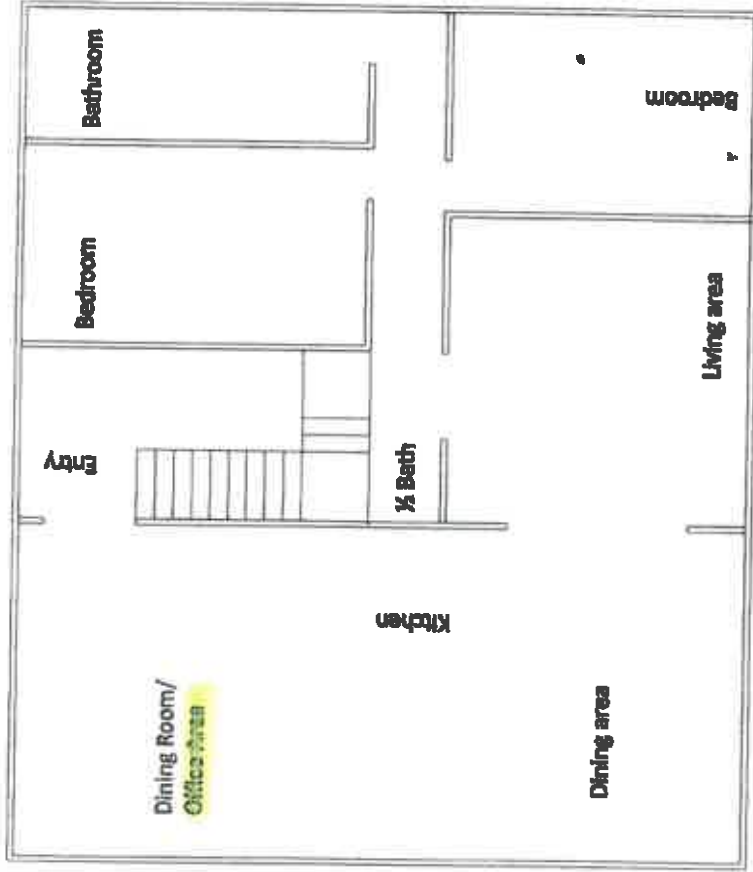 Bathroom
Bedroom
Bedroom
Entry
Living area
½ Bath
Kitchen
Dining Room/
Office Area
Dining area